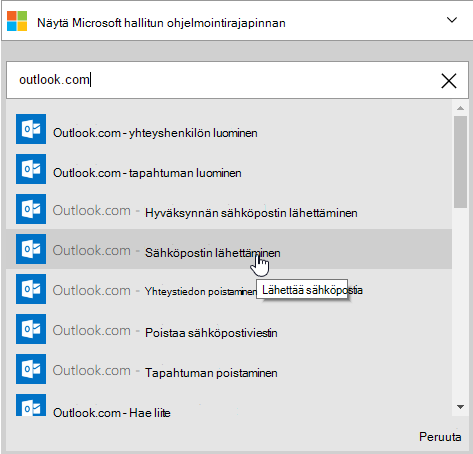 Näytä Microsoft hallitun ohjelmointirajapinnan
outlook.com
Outlook.com - yhteyshenkilön luominen
Outlook.com - tapahtuman luominen
Outlook.com - Hyväksynnän sähköpostin lähettäminen
Outlook.com - Sähköpostin lähettäminen
Outlook.com - Yhteystiedon poistaminen
Lähettää sähköpostia
Outlook.com - Poistaa sähköpostiviestin
Outlook.com - Tapahtuman poistaminen
Outlook.com - Hae liite
Peruuta